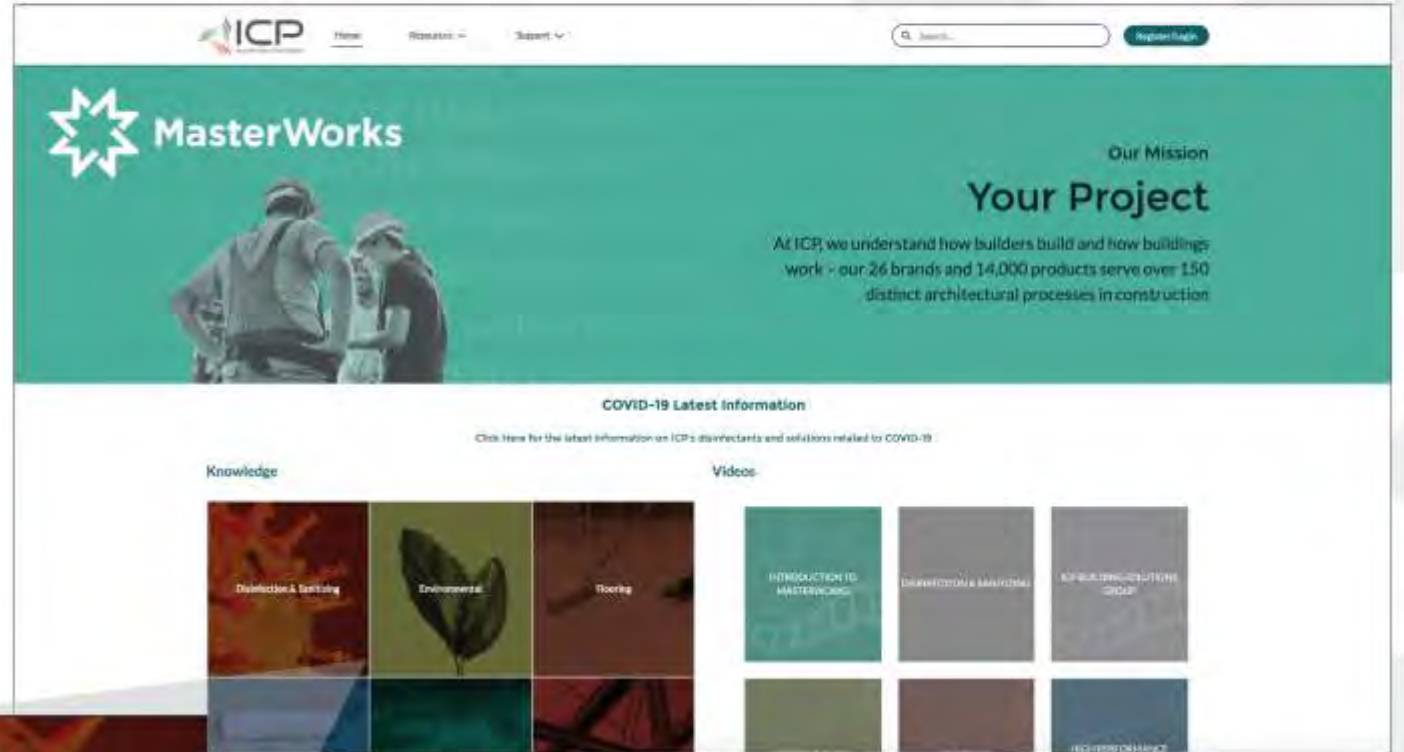 ICP
Home
Resources
Support
Search...
Register/Login
MasterWorks
Our Mission
Your Project
At ICP, we understand how builders build and how buildings
work – our 26 brands and 14,000 products serve over 150
distinct architectural processes in construction
COVID-19 Latest Information
Click Here for the latest information on ICP's disinfectants and solutions related to COVID-19
Knowledge
Videos
Disinfection & Sanitizing
Environmental
Flooring
INTRODUCTION TO
MASTERWORKS
DISINFECTION & SANITIZING
ICP BUILDING SOLUTIONS
GROUP
HIGH PERFORMANCE